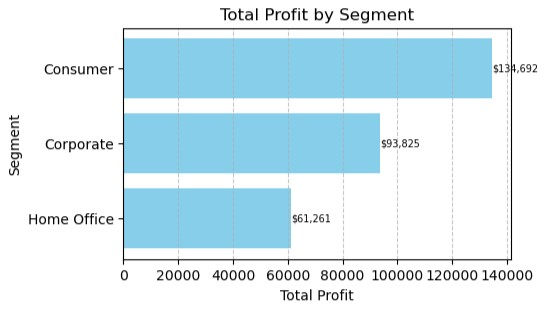 Total Profit by Segment
Segment
Consumer
$134,692
Corporate
$93,825
Home Office
$61,261
0 20000 40000 60000 80000 100000 120000 140000
Total Profit